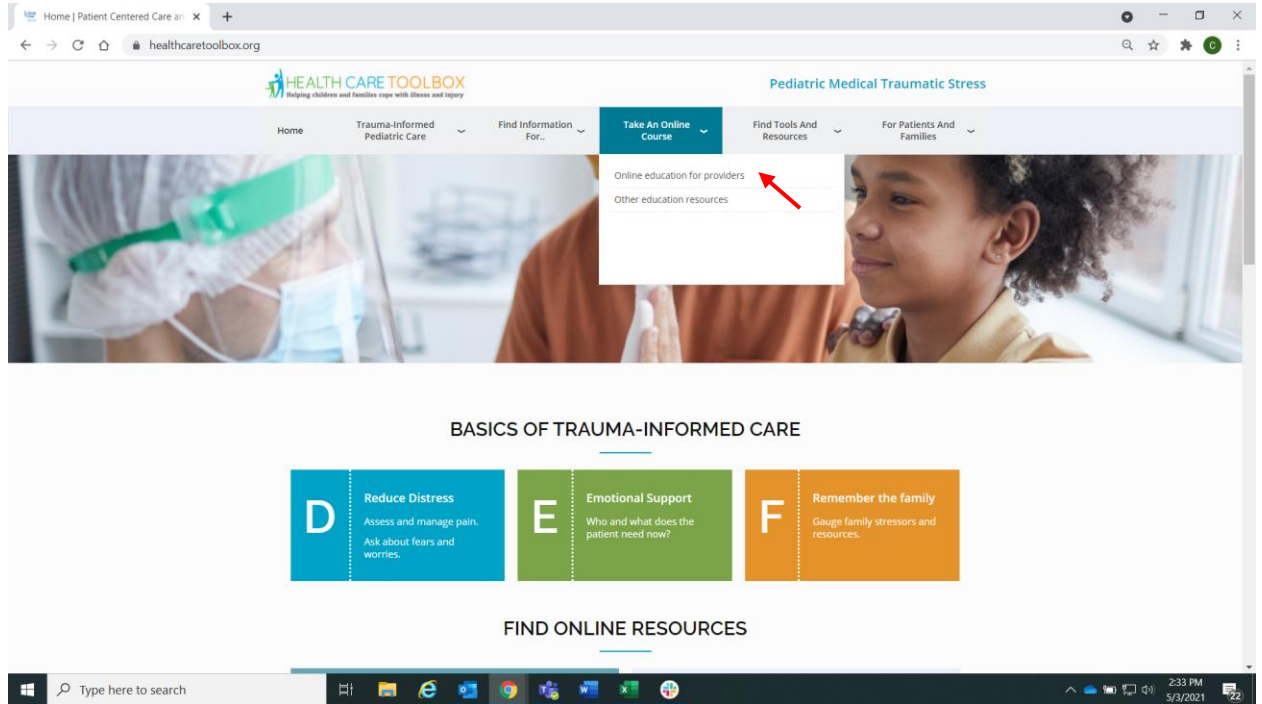 Home | Patient Centered Care an
healthcaretoolbox.org
C
HEALTH CARE TOOLBOX
Helping children and families cope with illness and injury
Pediatric Medical Traumatic Stress
Home
Trauma-Informed
Pediatric Care
Find Information
For..
Take An Online
Course
Find Tools And
Resources
For Patients And
Families
Online education for providers
Other education resources
BASICS OF TRAUMA-INFORMED CARE
D
Reduce Distress
Assess and manage pain.
Ask about fears and
worries.
E
Emotional Support
Who and what does the
patient need now?
F
Remember the family
Gauge family stressors and
resources.
FIND ONLINE RESOURCES
Type here to search
2:33 PM
5/3/2021
22